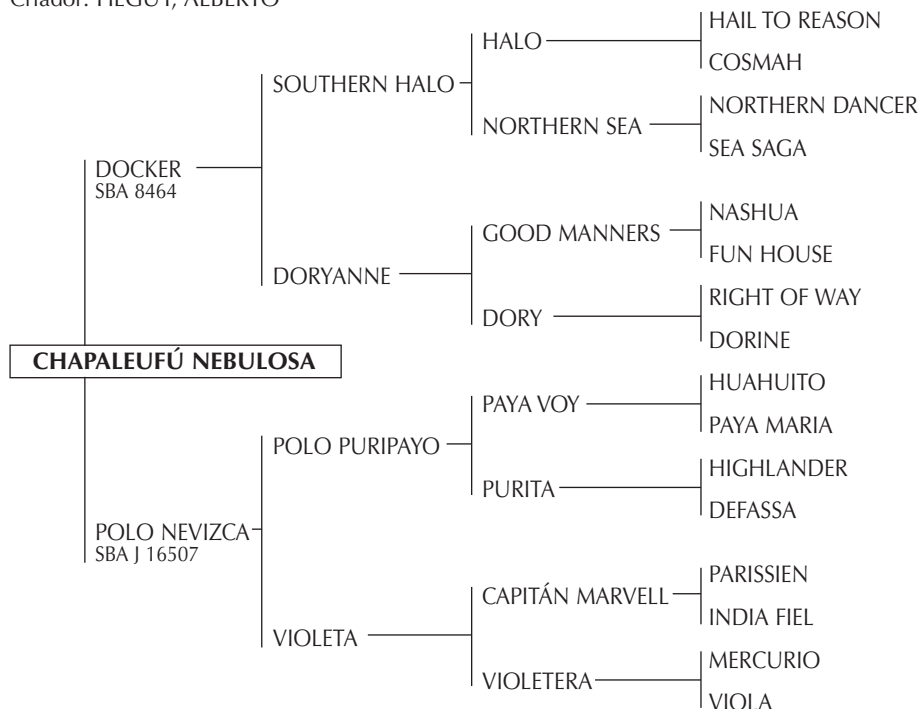 HAIL TO REASON
HALO
COSMAH
SOUTHERN HALO
NORTHERN DANCER
NORTHERN SEA
SEA SAGA
DOCKER
SBA 8464
NASHUA
GOOD MANNERS
FUN HOUSE
DORYANNE
RIGHT OF WAY
DORY
DORINE
CHAPALEUFÚ NEBULOSA
HUAHUITO
PAYA VOY
PAYA MARIA
POLO PURIPAYO
HIGHLANDER
PURITA
DEFASSA
POLO NEVIZCA
SBA J 16507
PARISSIEN
CAPITÁN MARVELL
INDIA FIEL
VIOLETA
MERCURIO
VIOLETERA
VIOLA